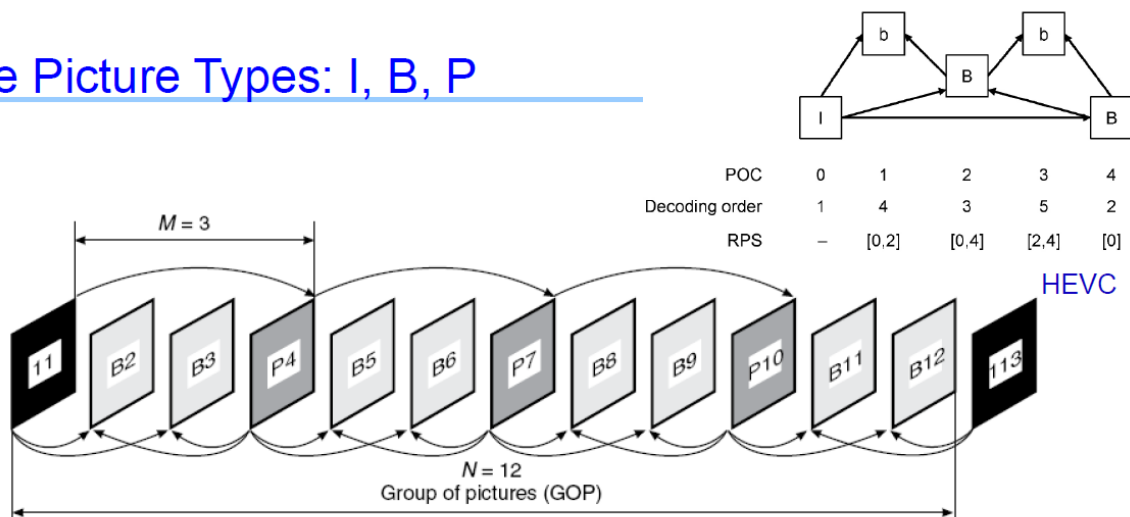 e Picture Types: I, B, P
b b
B
I B
POC 0 1 2 3 4
Decoding order 1 4 3 5 2
RPS – [0,2] [0,4] [2,4] [0]
HEVC
M = 3
11 B2 B3 P4 B5 B6 P7 B8 B9 P10 B11 B12 113
N = 12
Group of pictures (GOP)